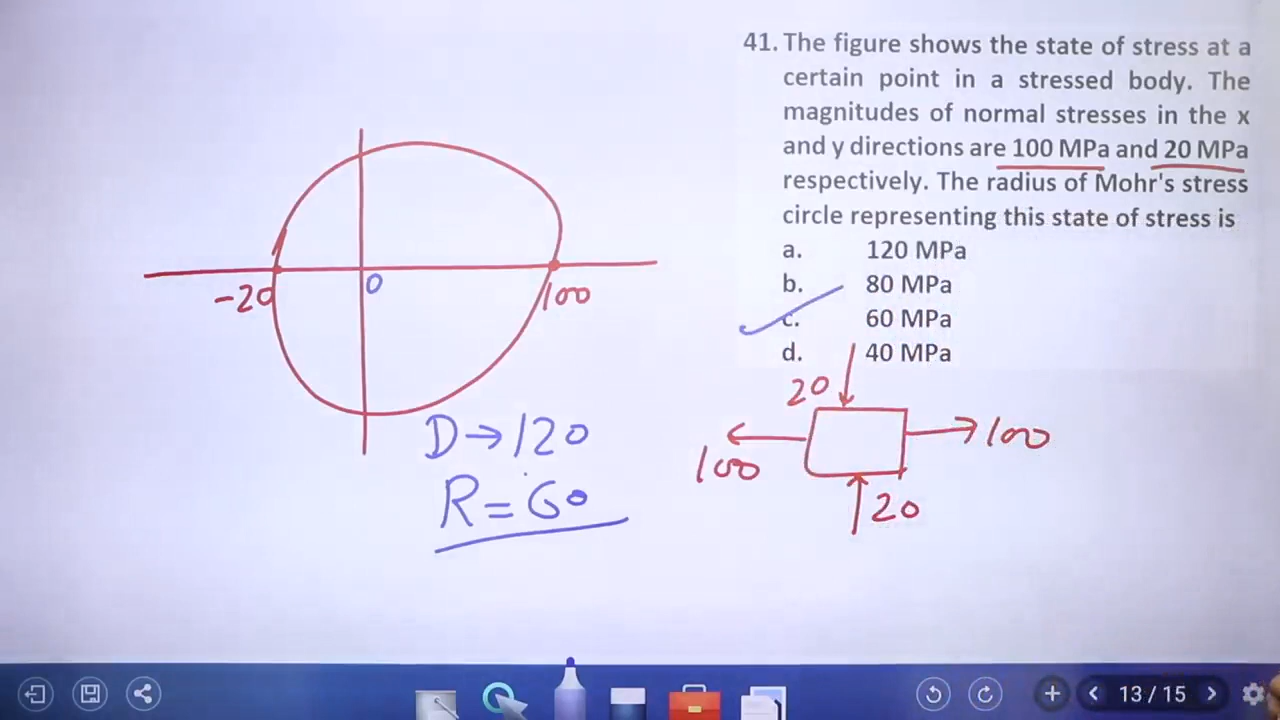 41. The figure shows the state of stress at a
certain point in a stressed body. The
magnitudes of normal stresses in the x
and y directions are 100 MPa and 20 MPa
respectively. The radius of Mohr's stress
circle representing this state of stress is
a. 120 MPa
b. 80 MPa
c. 60 MPa
d. 40 MPa
-20
0
100
D→120
R=60
20
100
100
20
13 / 15